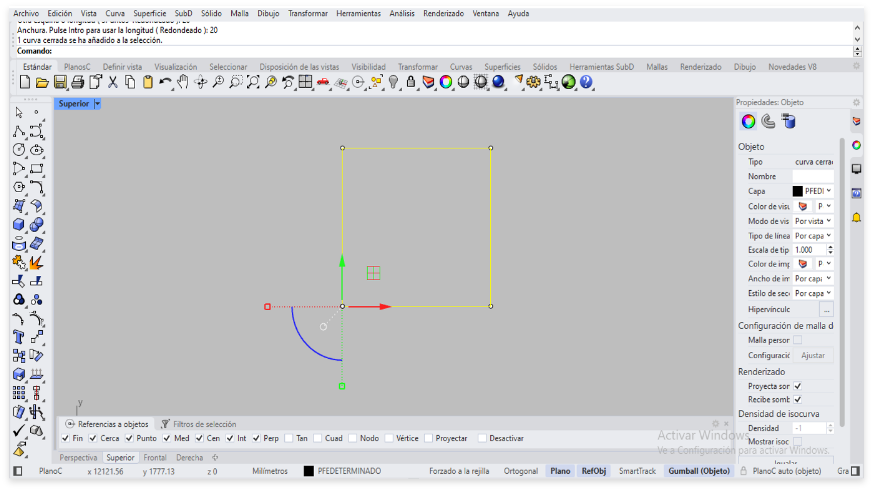 Archivo Edición Vista Curva Superficie SubD Sólido Malla Dibujo Transformar Herramientas Análisis Renderizado Ventana Ayuda
Anchura. Pulse Intro para usar la longitud ( Redondeado ): 20
1 curva cerrada se ha añadido a la selección.
Comando:
Estándar PlanosC Definir vista Visualización Seleccionar Disposición de las vistas Visibilidad Transformar Curvas Superficies Sólidos Herramientas SubD Mallas Renderizado Dibujo Novedades V8
Superior
Propiedades: Objeto
Objeto
Tipo curva cerra
Nombre
Capa PFEDI
Color de visu P
Modo de vis Por vista
Tipo de línea Por capa
Escala de tip 1.000
Color de imp P
Ancho de im Por capa
Estilo de sec Por capa
Hipervínculo ...
Configuración de malla d
Malla person
Configuració Ajustar
Renderizado
Proyecta som
Recibe somb
Densidad de isocurva
Densidad -1
Mostrar isoc
y
Referencias a objetos Filtros de selección
Fin Cerca Punto Med Cen Int Perp Tan Cuad Nodo Vértice Proyectar Desactivar
Activar Windows
Ve a Configuración para activar Windows.
Perspectiva Superior Frontal Derecha
PlanoC x 12121.56 y 1777.13 z 0 Milímetros PFEDETERMINADO Forzado a la rejilla Ortogonal Plano RefObj SmartTrack Gumball (Objeto) PlanoC auto (objeto) Gra